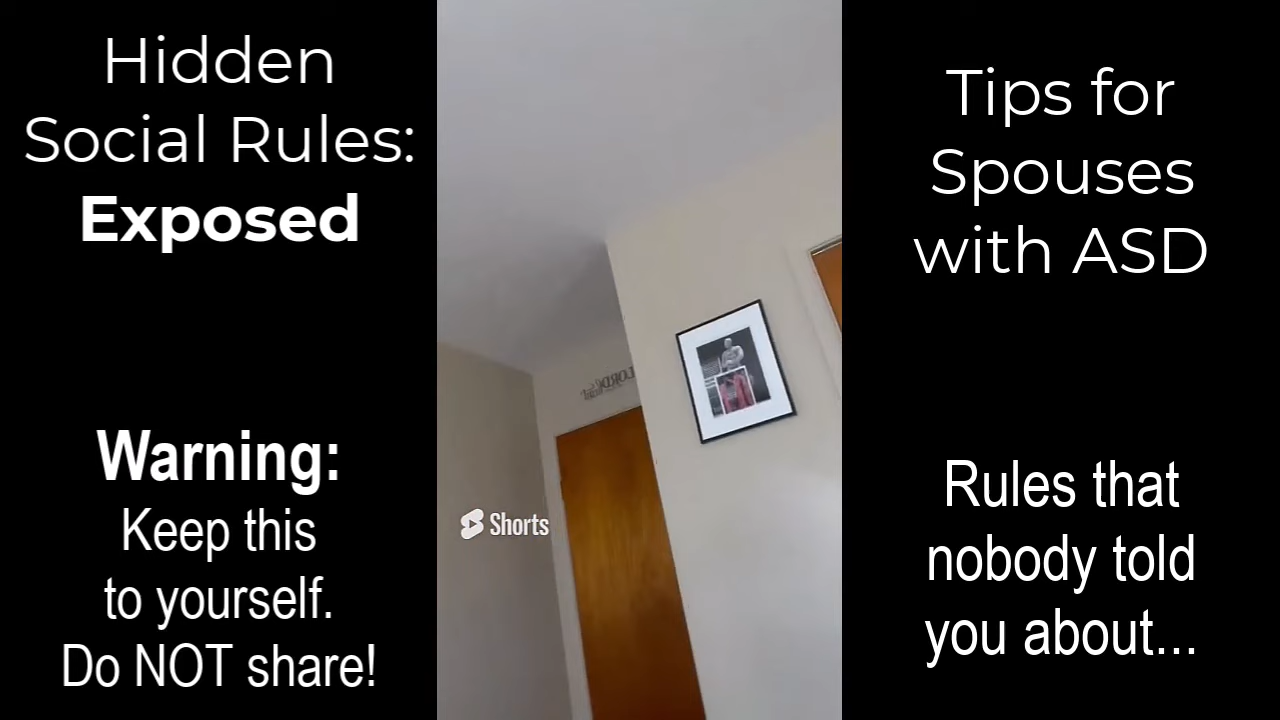 Hidden
Social Rules:
Exposed
Warning:
Keep this
to yourself.
Do NOT share!
Shorts
Tips for
Spouses
with ASD
Rules that
nobody told
you about...